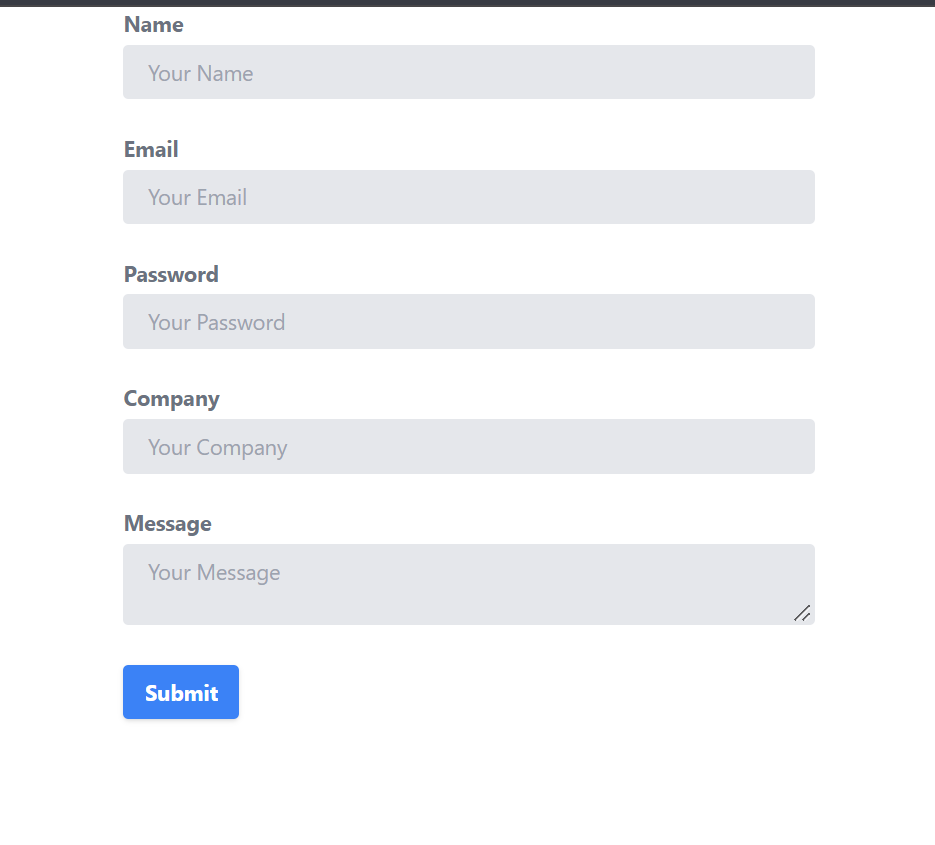 Name
Your Name
Email
Your Email
Password
Your Password
Company
Your Company
Message
Your Message
Submit